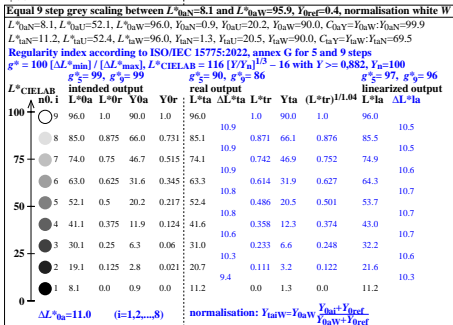 Equal 9 step grey scaling between L*0aN=8.1 and L*0aW=95.9, Y0ref=0.4, normalisation white W
L*0aN=8.1, L*0aU=52.1, L*0aW=96.0, Y0aN=0.9, Y0aU=20.2, Y0aW=90.0, C0aY=Y0aW:Y0aN=99.9
L*taN=11.2, L*taU=52.4, L*taW=96.0, YtaN=1.3, YtaU=20.5, YtaW=90.0, CtaY=YtaW:YtaN=69.5
Regularity index according to ISO/IEC 15775:2022, annex G for 5 and 9 steps
g* = 100 [ΔL*min] / [ΔL*max], L*CIELAB = 116 [Y/Yn]1/3 – 16 with Y >= 0,882, Yn=100
g*5= 99, g*9= 99 g*5= 90, g*9= 86 g*5= 97, g*9= 96
L*CIELAB intended output real output linearized output
n0. i L*0a L*0r Y0a Y0r L*ta ΔL*ta L*tr Yta (L*tr)1/1.04 L*la ΔL*la
100 9 96.0 1.0 90.0 1.0 96.0 1.0 90.0 1.0 96.0
10.9 10.5
8 85.0 0.875 66.0 0.731 85.1 0.871 66.1 0.876 85.5
10.9 10.5
75 7 74.0 0.75 46.7 0.515 74.1 0.742 46.9 0.752 74.9
10.9 10.6
6 63.0 0.625 31.6 0.345 63.3 0.614 31.9 0.627 64.3
10.8 10.7
50 5 52.1 0.5 20.2 0.217 52.4 0.486 20.5 0.501 53.7
10.8 10.7
4 41.1 0.375 11.9 0.124 41.6 0.358 12.3 0.374 43.0
10.6 10.7
25 3 30.1 0.25 6.3 0.06 31.0 0.233 6.6 0.248 32.2
10.3 10.6
2 19.1 0.125 2.8 0.021 20.7 0.111 3.2 0.122 21.6
9.4 10.3
1 8.1 0.0 0.9 0.0 11.2 0.0 1.3 0.0 11.2
0
ΔL*0a=11.0 (i=1,2,...,8) normalisation: YtaiW=Y0aW Y0ai+Y0ref
Y0aW+Y0ref